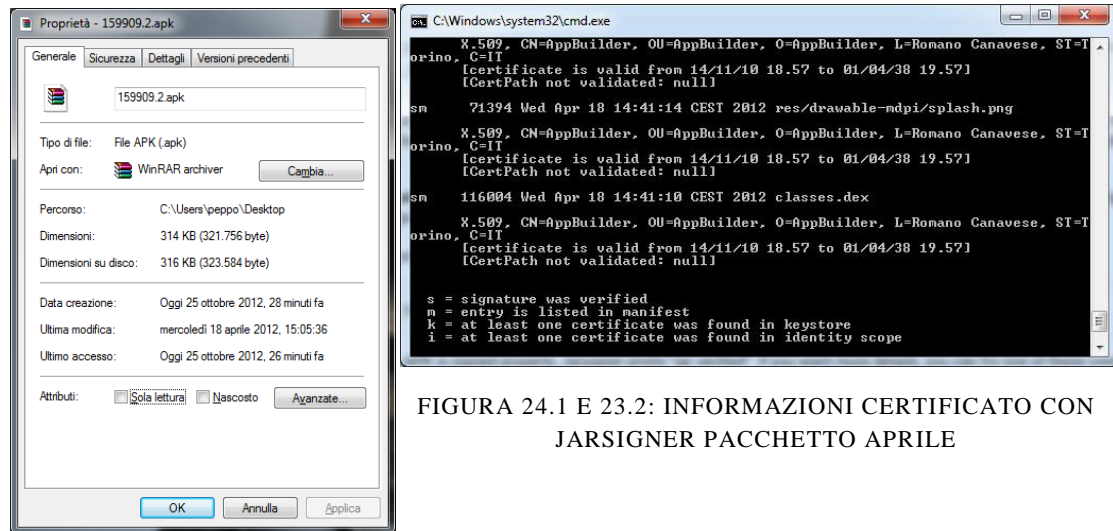 Proprietà - 159909.2.apk
Generale Sicurezza Dettagli Versioni precedenti
159909.2.apk
Tipo di file: File APK (.apk)
Apri con: WinRAR archiver Cambia...
Percorso: C:\Users\peppo\Desktop
Dimensioni: 314 KB (321.756 byte)
Dimensioni su disco: 316 KB (323.584 byte)
Data creazione: Oggi 25 ottobre 2012, 28 minuti fa
Ultima modifica: mercoledì 18 aprile 2012, 15:05:36
Ultimo accesso: Oggi 25 ottobre 2012, 26 minuti fa
Attributi: Sola lettura Nascosto Avanzate...
OK Annulla Applica
C:\Windows\system32\cmd.exe
X.509, CN=AppBuilder, OU=AppBuilder, O=AppBuilder, L=Romano Canavese, ST=T
orino, C=IT
[certificate is valid from 14/11/10 18.57 to 01/04/38 19.57]
[CertPath not validated: null]
sm 71394 Wed Apr 18 14:41:14 CEST 2012 res/drawable-mdpi/splash.png
X.509, CN=AppBuilder, OU=AppBuilder, O=AppBuilder, L=Romano Canavese, ST=T
orino, C=IT
[certificate is valid from 14/11/10 18.57 to 01/04/38 19.57]
[CertPath not validated: null]
sm 116004 Wed Apr 18 14:41:10 CEST 2012 classes.dex
X.509, CN=AppBuilder, OU=AppBuilder, O=AppBuilder, L=Romano Canavese, ST=T
orino, C=IT
[certificate is valid from 14/11/10 18.57 to 01/04/38 19.57]
[CertPath not validated: null]
s = signature was verified
m = entry is listed in manifest
k = at least one certificate was found in keystore
i = at least one certificate was found in identity scope
FIGURA 24.1 E 23.2: INFORMAZIONI CERTIFICATO CON
JARSIGNER PACCHETTO APRILE